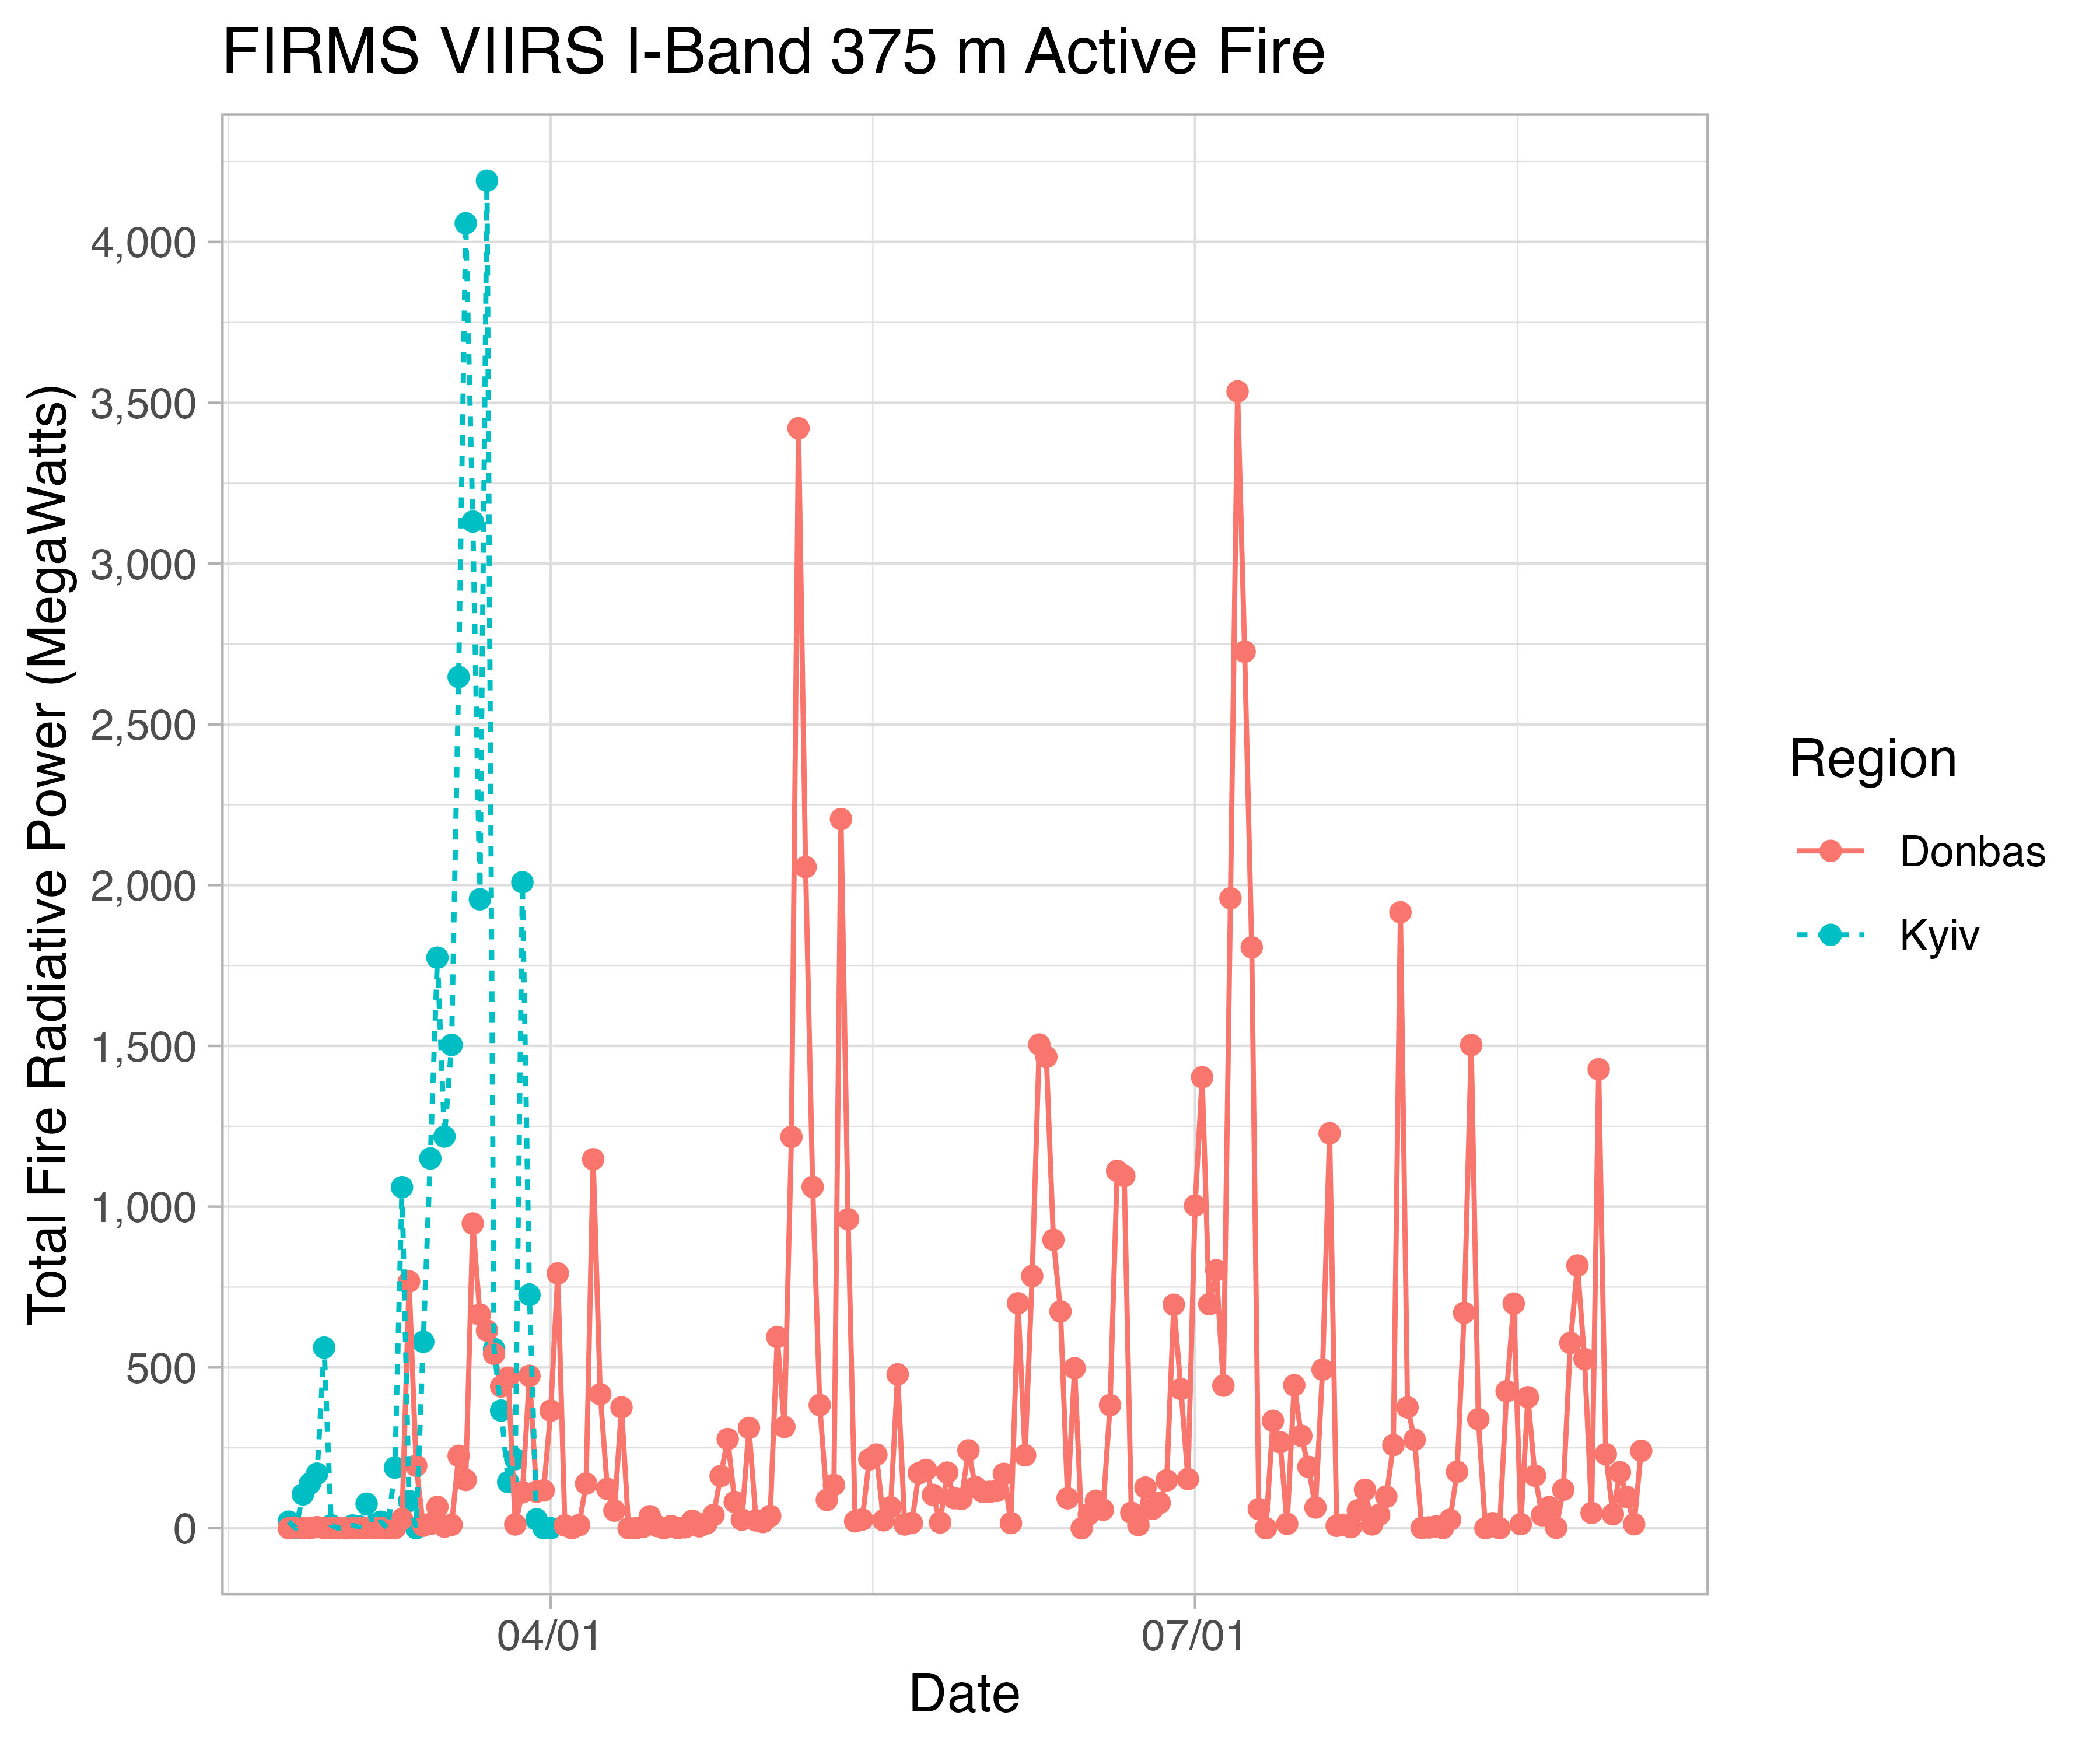 FIRMS VIIRS I-Band 375 m Active Fire
Total Fire Radiative Power (MegaWatts)
4,000
3,500
3,000
2,500
2,000
1,500
1,000
500
0
04/01
07/01
Date
Region
Donbas
Kyiv